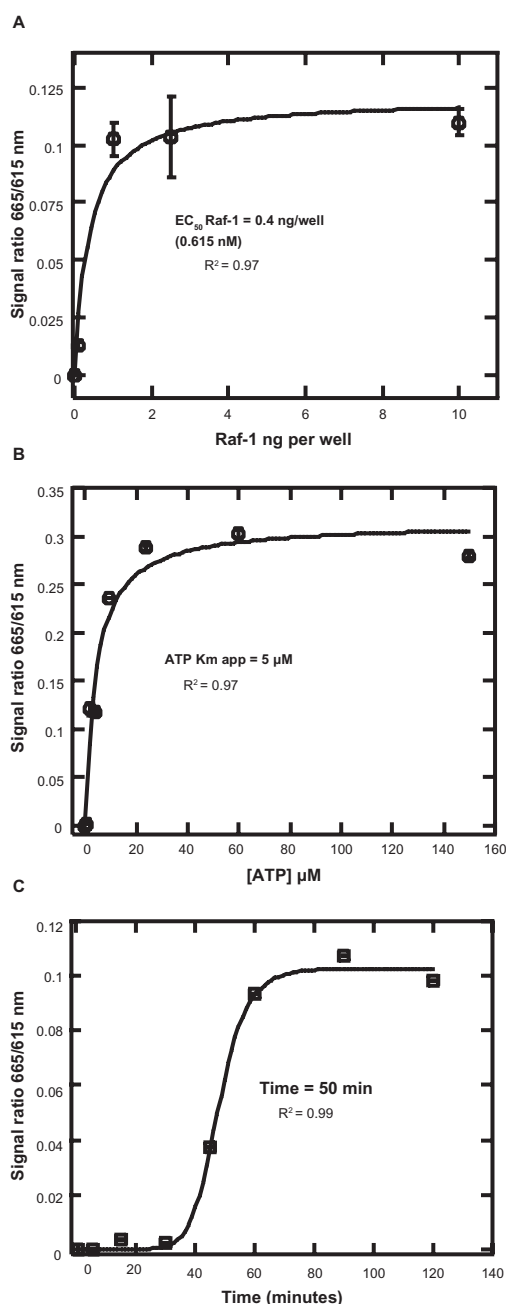 A
Signal ratio 665/615 nm
0.125
0.1
0.075
0.05
0.025
0
EC50 Raf-1 = 0.4 ng/well
(0.615 nM)
R2 = 0.97
0 2 4 6 8 10
Raf-1 ng per well
B
Signal ratio 665/615 nm
0.35
0.3
0.25
0.2
0.15
0.1
0.05
0
ATP Km app = 5 µM
R2 = 0.97
0 20 40 60 80 100 120 140 160
[ATP] µM
C
Signal ratio 665/615 nm
0.12
0.1
0.08
0.06
0.04
0.02
0
Time = 50 min
R2 = 0.99
0 20 40 60 80 100 120 140
Time (minutes)